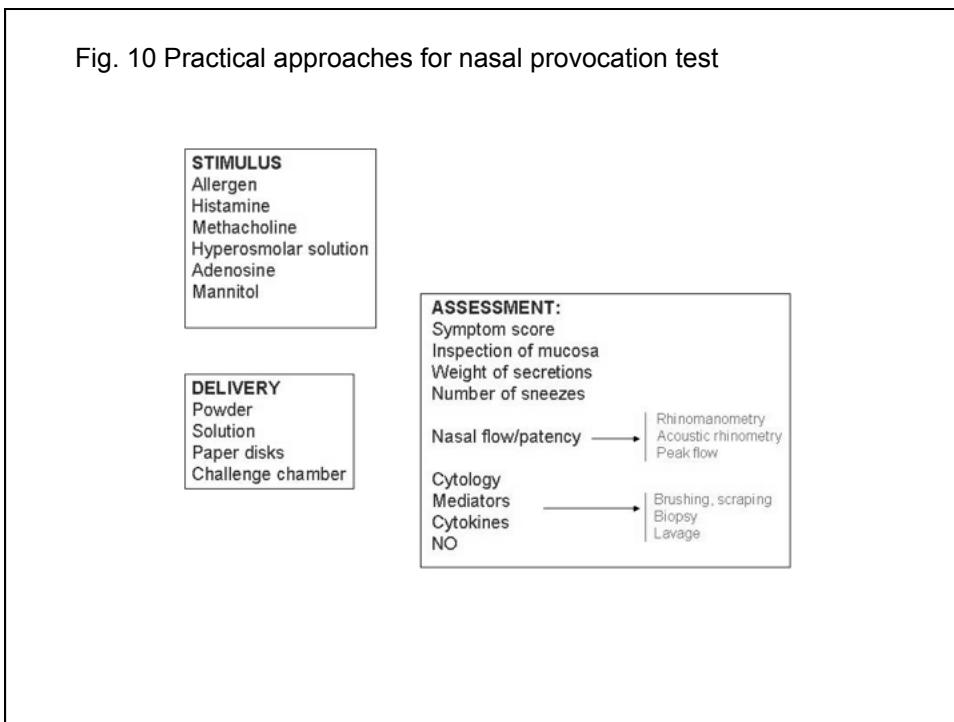 Fig. 10 Practical approaches for nasal provocation test
STIMULUS
Allergen
Histamine
Methacholine
Hyperosmolar solution
Adenosine
Mannitol
DELIVERY
Powder
Solution
Paper disks
Challenge chamber
ASSESSMENT:
Symptom score
Inspection of mucosa
Weight of secretions
Number of sneezes
Nasal flow/patency
Rhinomanometry
Acoustic rhinometry
Peak flow
Cytology
Mediators
Cytokines
NO
Brushing, scraping
Biopsy
Lavage